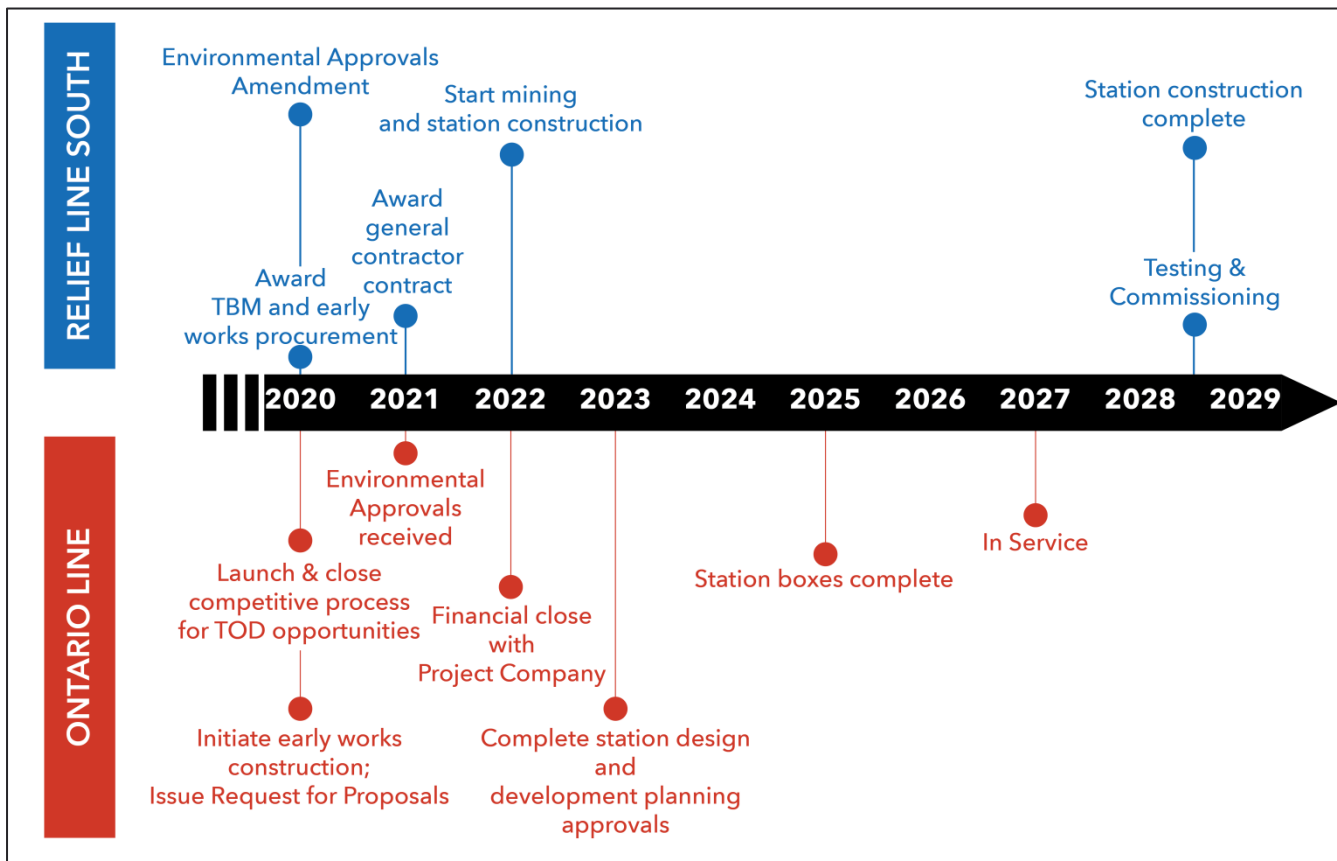 RELIEF LINE SOUTH
Environmental Approvals
Amendment
Start mining
and station construction
Station construction
complete
Award
general
contractor
contract
Award
TBM and early
works procurement
Testing &
Commissioning
2020 2021 2022 2023 2024 2025 2026 2027 2028 2029
ONTARIO LINE
Environmental
Approvals
received
In Service
Launch & close
competitive process
for TOD opportunities
Station boxes complete
Financial close
with
Project Company
Initiate early works
construction;
Issue Request for Proposals
Complete station design
and
development planning
approvals